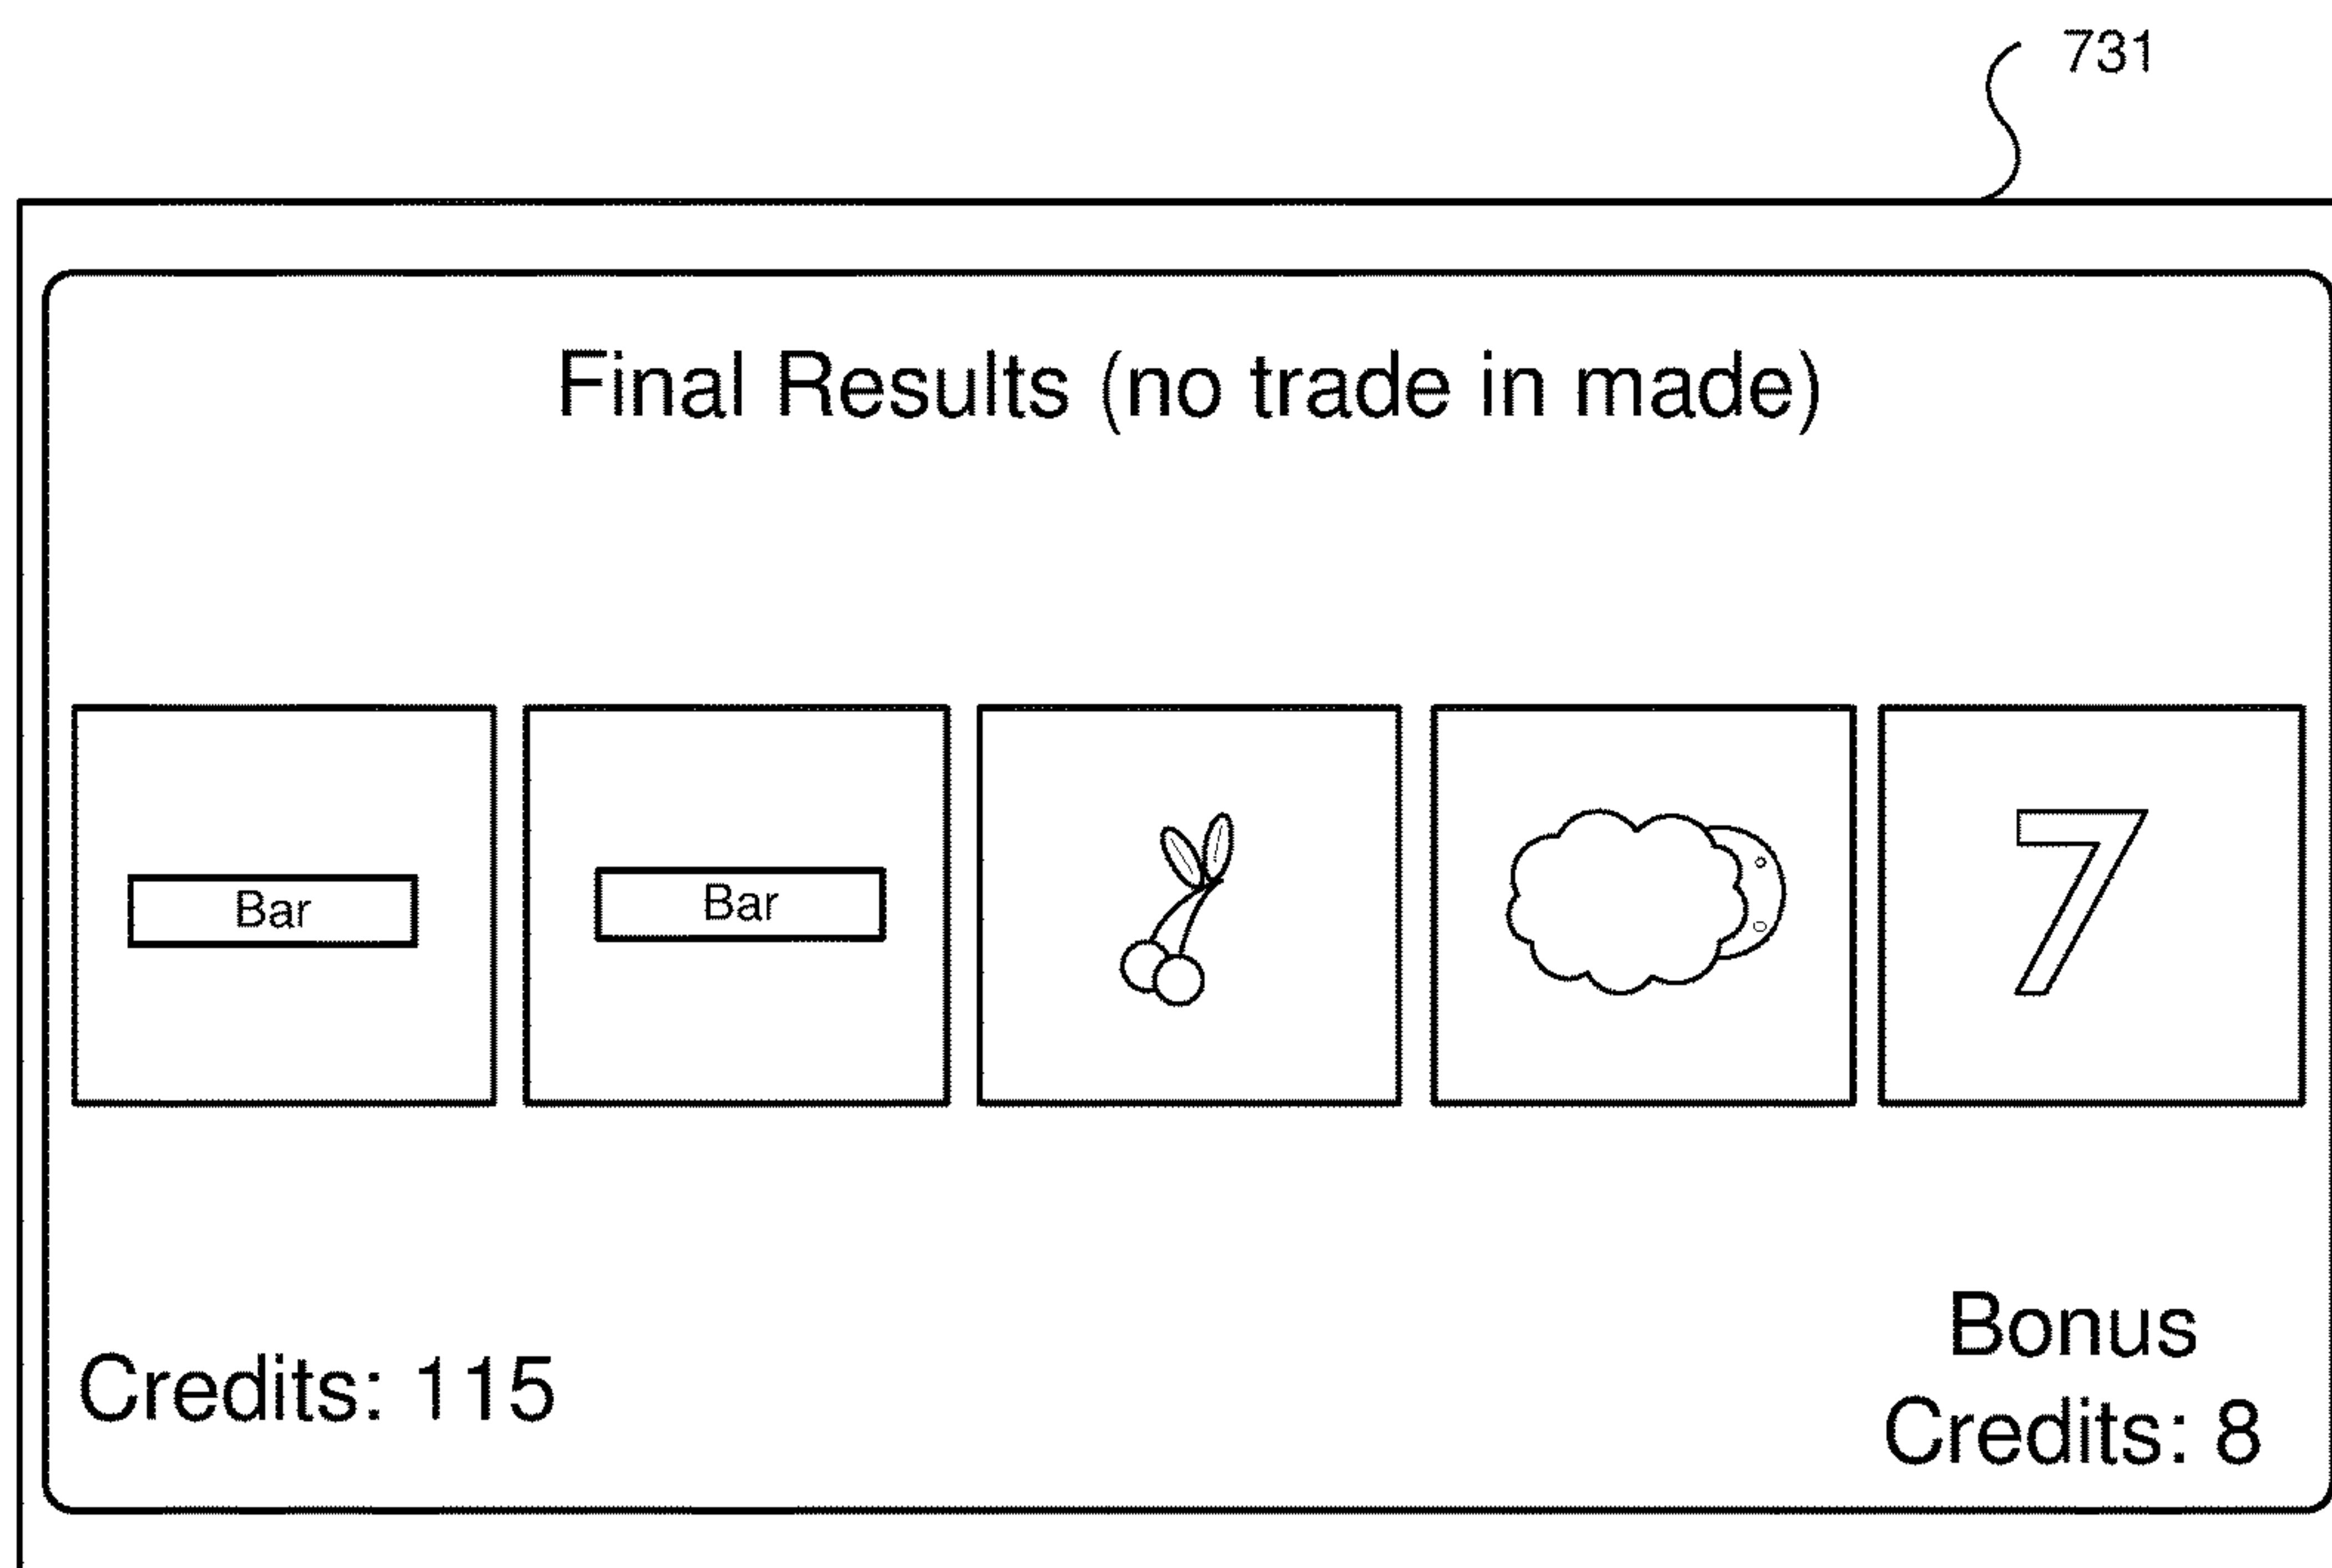 731
Final Results (no trade in made)
Bar
Bar
7
Credits: 115
Bonus
Credits: 8